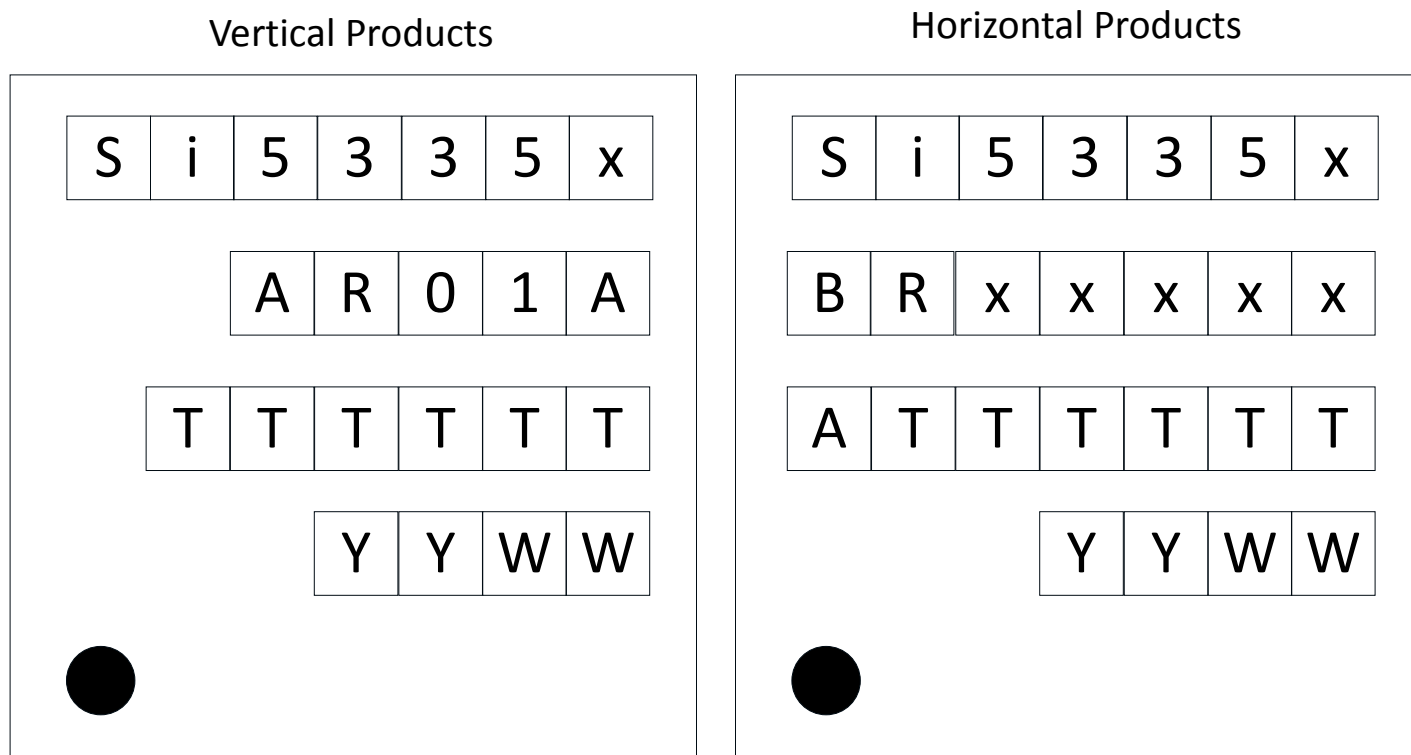 Vertical Products
Si5335x
AR01A
TTTTTT
YYWW
Horizontal Products
Si5335x
BRxxxxx
ATTTTTT
YYWW